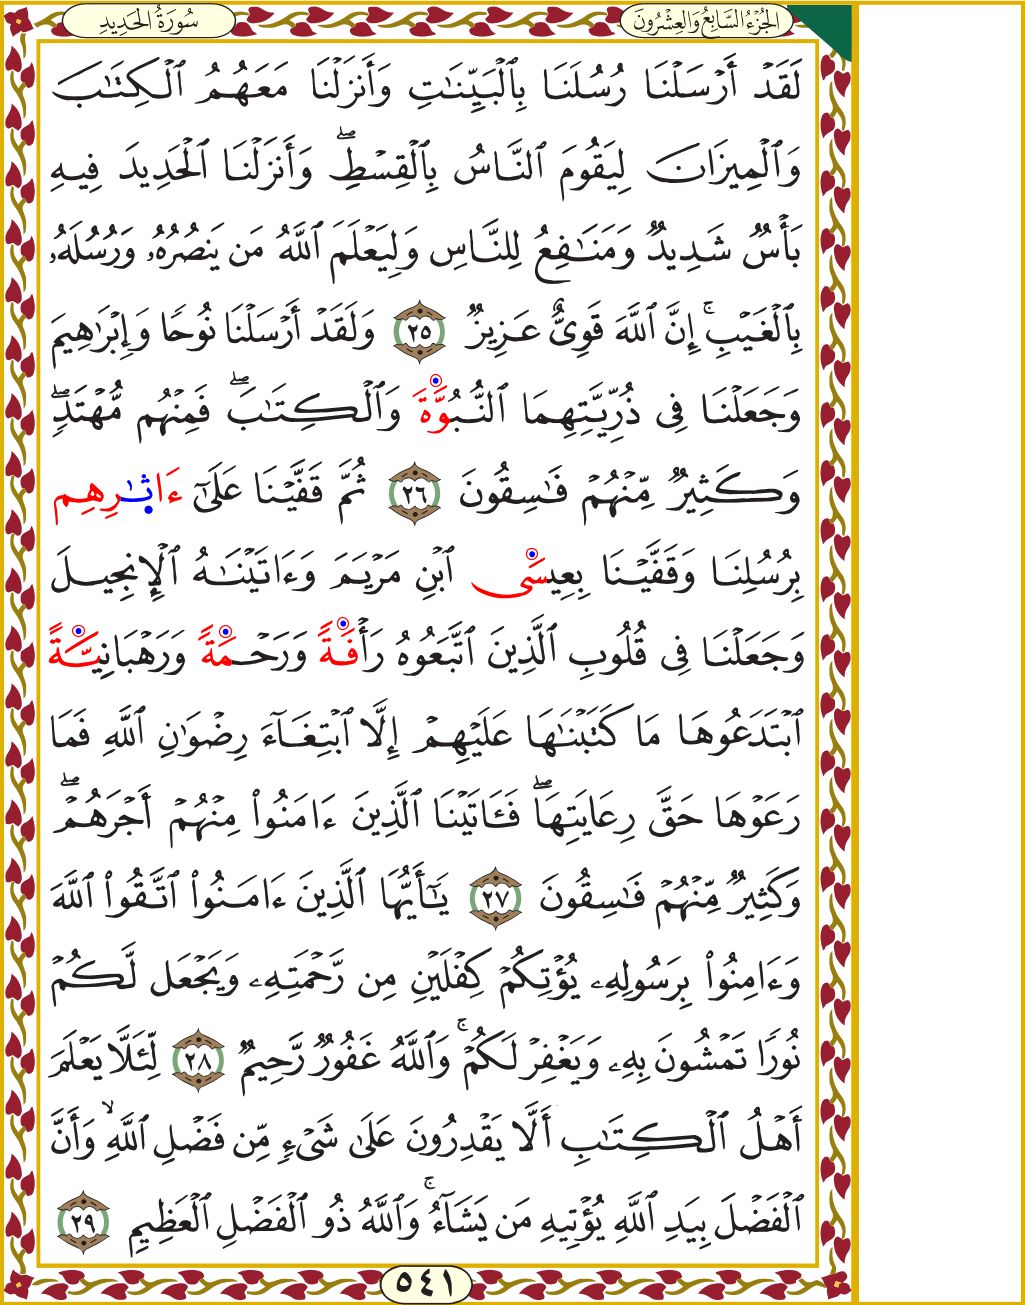 الجُزْءُ السَّابِعُ وَالعِشْرُونَ
سُورَةُ الحَدِيدِ
لَقَدْ أَرْسَلْنَا رُسُلَنَا بِٱلْبَيِّنَٰتِ وَأَنزَلْنَا مَعَهُمُ ٱلْكِتَٰبَ
وَٱلْمِيزَانَ لِيَقُومَ ٱلنَّاسُ بِٱلْقِسْطِۖ وَأَنزَلْنَا ٱلْحَدِيدَ فِيهِ
بَأْسٌ شَدِيدٌ وَمَنَٰفِعُ لِلنَّاسِ وَلِيَعْلَمَ ٱللَّهُ مَن يَنصُرُهُۥ وَرُسُلَهُۥ
بِٱلْغَيْبِۚ إِنَّ ٱللَّهَ قَوِىٌّ عَزِيزٌ ٢٥ وَلَقَدْ أَرْسَلْنَا نُوحًا وَإِبْرَٰهِيمَ
وَجَعَلْنَا فِى ذُرِّيَّتِهِمَا ٱلنُّبُوَّةَ وَٱلْكِتَٰبَۖ فَمِنْهُم مُّهْتَدٍۖ
وَكَثِيرٌ مِّنْهُمْ فَٰسِقُونَ ٢٦ ثُمَّ قَفَّيْنَا عَلَىٰٓ ءَاثَٰرِهِم
بِرُسُلِنَا وَقَفَّيْنَا بِعِيسَى ٱبْنِ مَرْيَمَ وَءَاتَيْنَٰهُ ٱلْإِنجِيلَ
وَجَعَلْنَا فِى قُلُوبِ ٱلَّذِينَ ٱتَّبَعُوهُ رَأْفَةً وَرَحْمَةً وَرَهْبَانِيَّةً
ٱبْتَدَعُوهَا مَا كَتَبْنَٰهَا عَلَيْهِمْ إِلَّا ٱبْتِغَآءَ رِضْوَٰنِ ٱللَّهِ فَمَا
رَعَوْهَا حَقَّ رِعَايَتِهَاۖ فَـَٔاتَيْنَا ٱلَّذِينَ ءَامَنُوا۟ مِنْهُمْ أَجْرَهُمْۖ
وَكَثِيرٌ مِّنْهُمْ فَٰسِقُونَ ٢٧ يَٰٓأَيُّهَا ٱلَّذِينَ ءَامَنُوا۟ ٱتَّقُوا۟ ٱللَّهَ
وَءَامِنُوا۟ بِرَسُولِهِۦ يُؤْتِكُمْ كِفْلَيْنِ مِن رَّحْمَتِهِۦ وَيَجْعَل لَّكُمْ
نُورًا تَمْشُونَ بِهِۦ وَيَغْفِرْ لَكُمْۚ وَٱللَّهُ غَفُورٌ رَّحِيمٌ ٢٨ لِّئَلَّا يَعْلَمَ
أَهْلُ ٱلْكِتَٰبِ أَلَّا يَقْدِرُونَ عَلَىٰ شَىْءٍ مِّن فَضْلِ ٱللَّهِۙ وَأَنَّ
ٱلْفَضْلَ بِيَدِ ٱللَّهِ يُؤْتِيهِ مَن يَشَآءُۚ وَٱللَّهُ ذُو ٱلْفَضْلِ ٱلْعَظِيمِ ٢٩
٥٤١